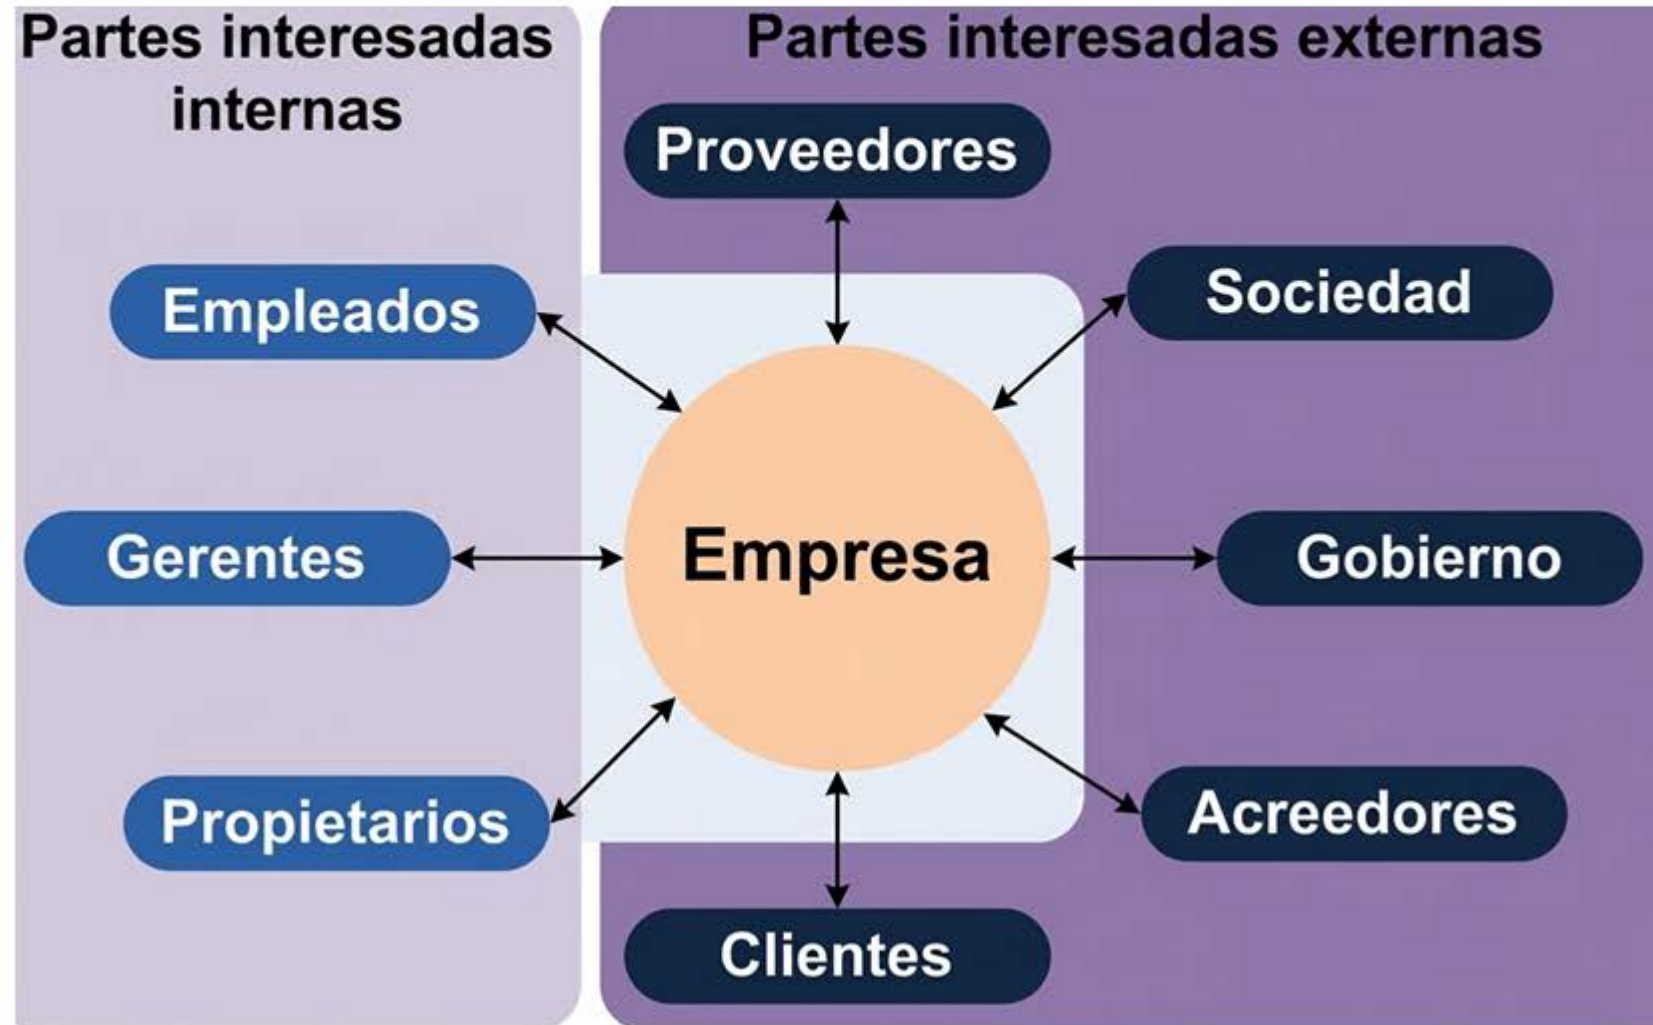 Partes interesadas
internas
Partes interesadas externas
Proveedores
Empleados
Sociedad
Gerentes
Empresa
Gobierno
Propietarios
Acreedores
Clientes